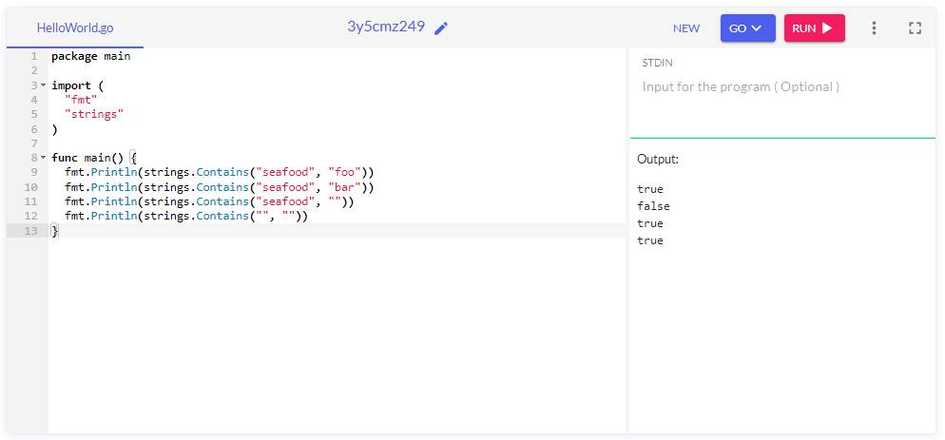 HelloWorld.go
3y5cmz249
NEW
GO
RUN
1 package main
2
3 import (
4 "fmt"
5 "strings"
6 )
7
8 func main() {
9 fmt.Println(strings.Contains("seafood", "foo"))
10 fmt.Println(strings.Contains("seafood", "bar"))
11 fmt.Println(strings.Contains("seafood", ""))
12 fmt.Println(strings.Contains("", ""))
13 }
STDIN
Input for the program ( Optional )
Output:
true
false
true
true